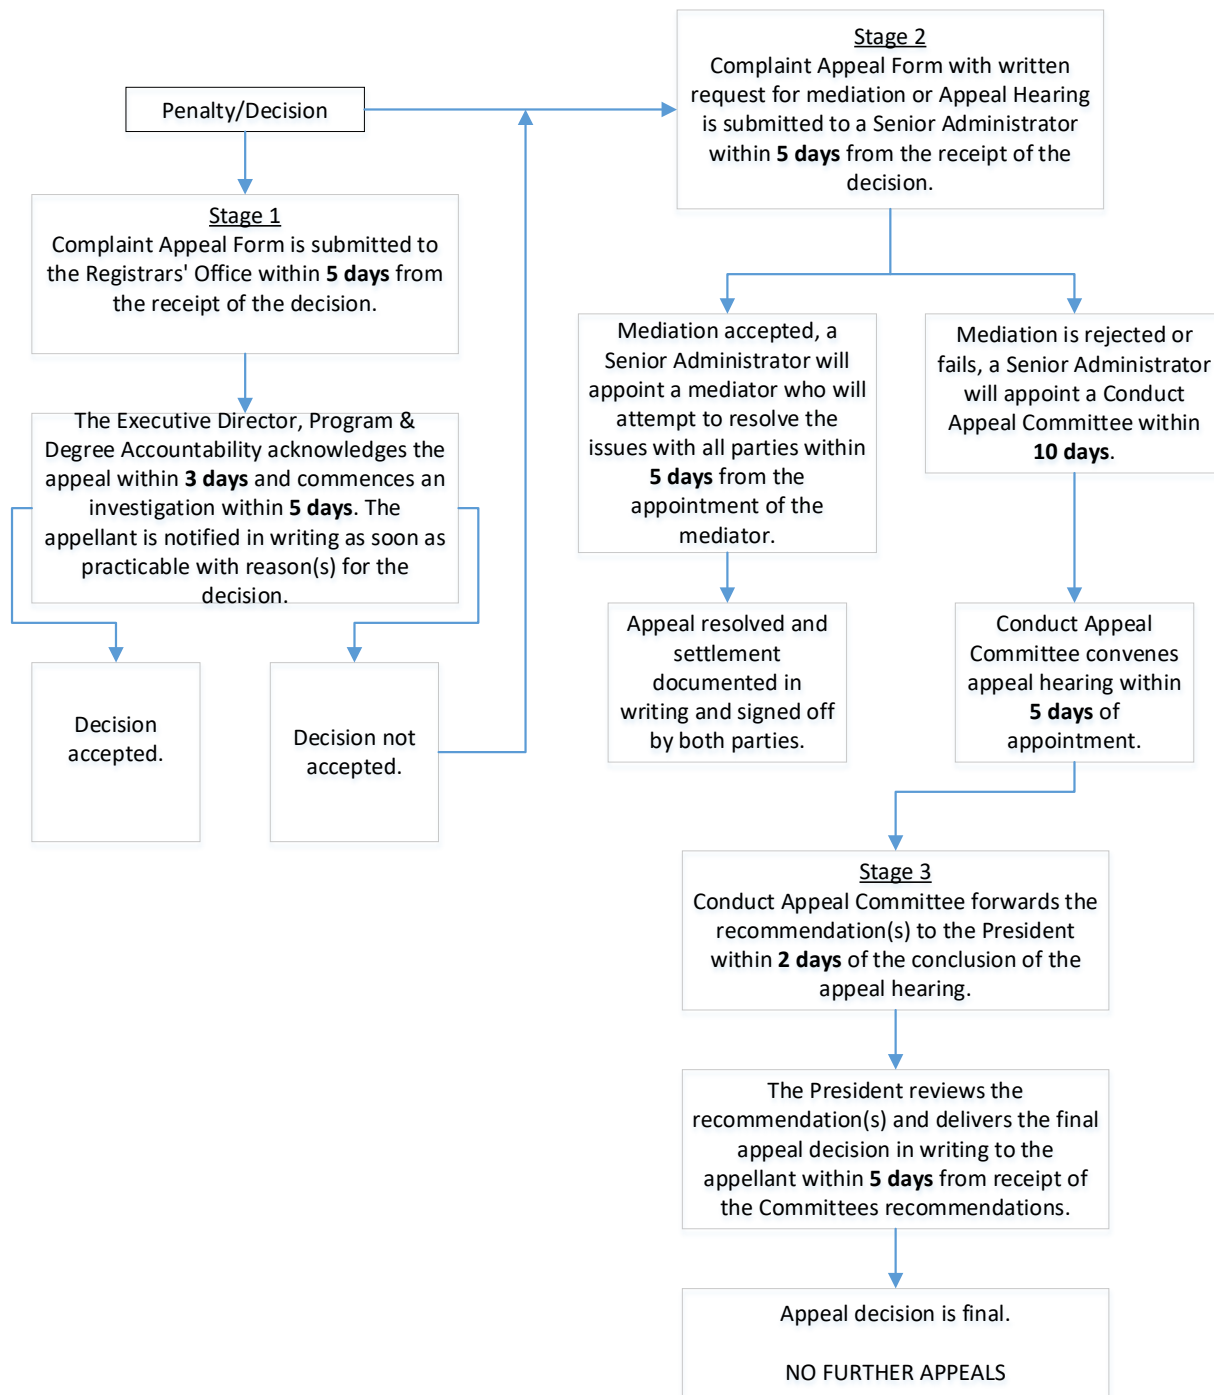 Penalty/Decision
Stage 1
Complaint Appeal Form is submitted to
the Registrars' Office within 5 days from
the receipt of the decision.
The Executive Director, Program &
Degree Accountability acknowledges the
appeal within 3 days and commences an
investigation within 5 days. The
appellant is notified in writing as soon as
practicable with reason(s) for the
decision.
Decision
accepted.
Decision not
accepted.
Stage 2
Complaint Appeal Form with written
request for mediation or Appeal Hearing
is submitted to a Senior Administrator
within 5 days from the receipt of the
decision.
Mediation accepted, a
Senior Administrator will
appoint a mediator who will
attempt to resolve the
issues with all parties within
5 days from the
appointment of the
mediator.
Mediation is rejected or
fails, a Senior Administrator
will appoint a Conduct
Appeal Committee within
10 days.
Appeal resolved and
settlement
documented in
writing and signed off
by both parties.
Conduct Appeal
Committee convenes
appeal hearing within
5 days of
appointment.
Stage 3
Conduct Appeal Committee forwards the
recommendation(s) to the President
within 2 days of the conclusion of the
appeal hearing.
The President reviews the
recommendation(s) and delivers the final
appeal decision in writing to the
appellant within 5 days from receipt of
the Committees recommendations.
Appeal decision is final.
NO FURTHER APPEALS